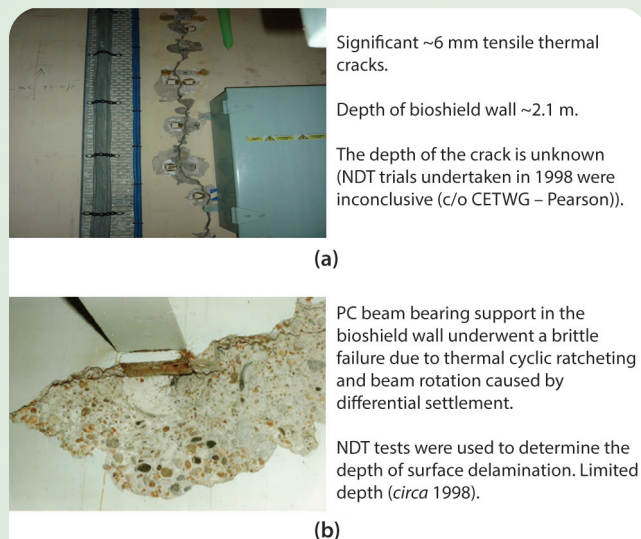 Significant ~6 mm tensile thermal
cracks.
Depth of bioshield wall ~2.1 m.
The depth of the crack is unknown
(NDT trials undertaken in 1998 were
inconclusive (c/o CETWG – Pearson)).
(a)
PC beam bearing support in the
bioshield wall underwent a brittle
failure due to thermal cyclic ratcheting
and beam rotation caused by
differential settlement.
NDT tests were used to determine the
depth of surface delamination. Limited
depth (circa 1998).
(b)